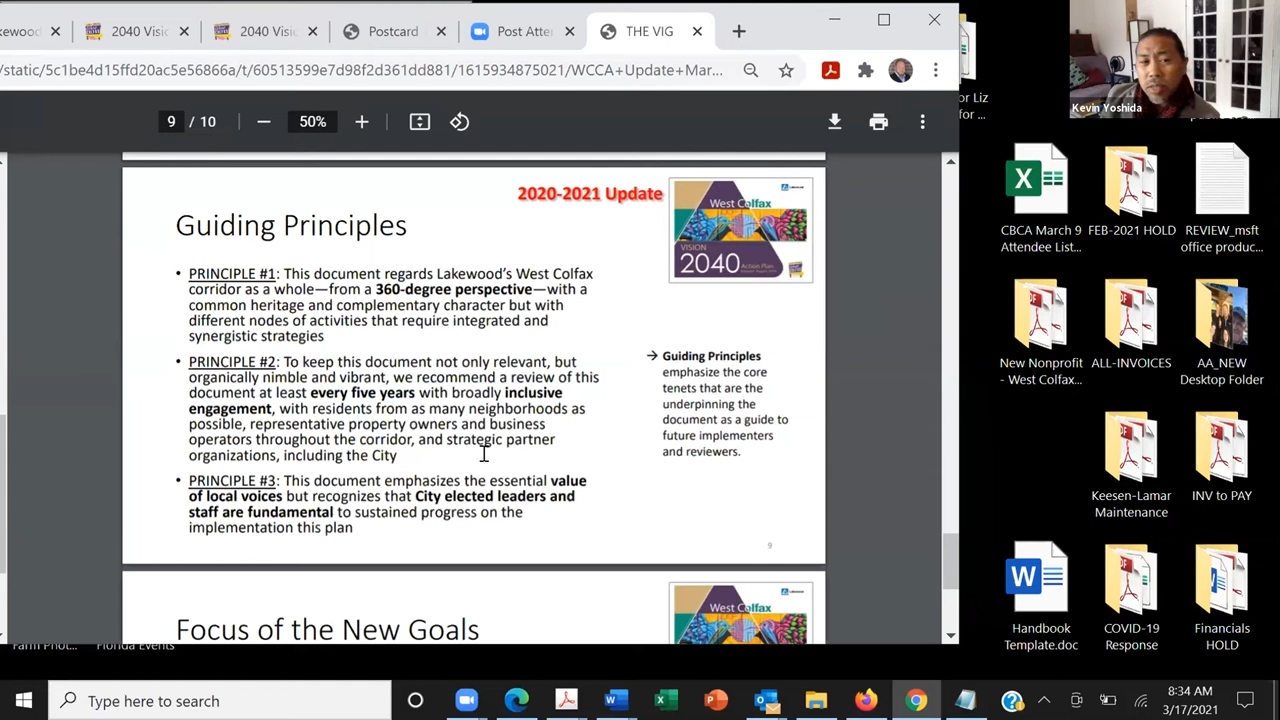 2040 Visi
2040 Visi
Postcard
Post Atte
THE VIG
/static/5c1be4d15ffd20ac5e56866a/t/60513599e7d98f2d361dd881/1615934875021/WCCA+Update+Mar...
9 / 10
50%
2020-2021 Update
Guiding Principles
West Colfax
VISION
2040
Action Plan
• PRINCIPLE #1: This document regards Lakewood's West Colfax
corridor as a whole—from a 360-degree perspective—with a
common heritage and complementary character but with
different nodes of activities that require integrated and
synergistic strategies
• PRINCIPLE #2: To keep this document not only relevant, but
organically nimble and vibrant, we recommend a review of this
document at least every five years with broadly inclusive
engagement, with residents from as many neighborhoods as
possible, representative property owners and business
operators throughout the corridor, and strategic partner
organizations, including the City
• PRINCIPLE #3: This document emphasizes the essential value
of local voices but recognizes that City elected leaders and
staff are fundamental to sustained progress on the
implementation this plan
→ Guiding Principles
emphasize the core
tenets that are the
underpinning the
document as a guide to
future implementers
and reviewers.
9
Focus of the New Goals
West Colfax
Kevin Yoshida
or Liz
for ...
CBCA March 9
Attendee List...
FEB-2021 HOLD
REVIEW_msft
office produc...
New Nonprofit
- West Colfax...
ALL-INVOICES
AA_NEW
Desktop Folder
Keesen-Lamar
Maintenance
INV to PAY
Handbook
Template.doc
COVID-19
Response
Financials
HOLD
Type here to search
8:34 AM
3/17/2021